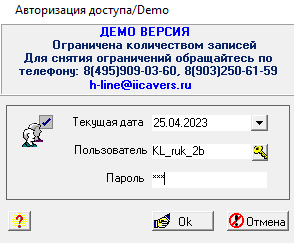 Авторизация доступа/Demo
ДЕМО ВЕРСИЯ
Ограничена количеством записей
Для снятия ограничений обращайтесь по
телефону: 8(495)909-03-60, 8(903)250-61-59
h-line@iicavers.ru
Текущая дата 25.04.2023
Пользователь KL_ruk_2b
Пароль ***
? Ok Отмена